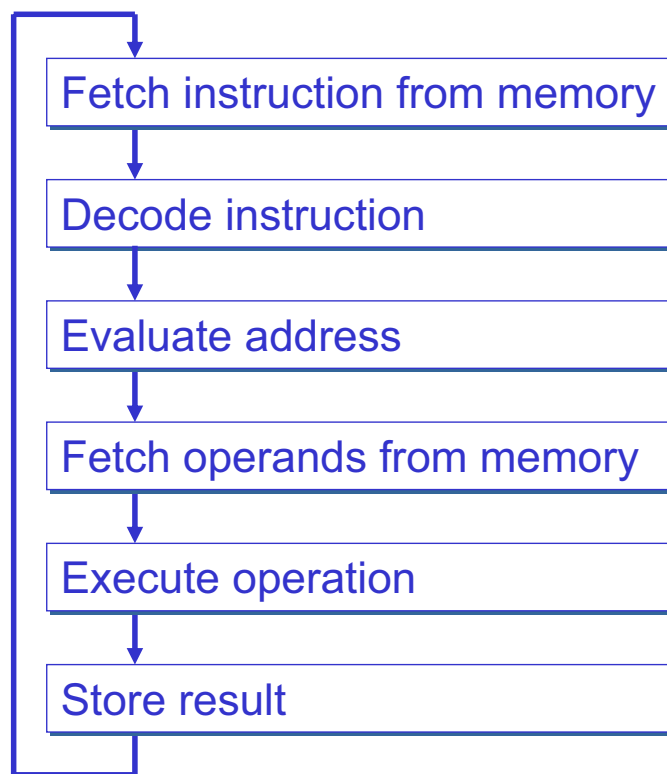 Fetch instruction from memory
Decode instruction
Evaluate address
Fetch operands from memory
Execute operation
Store result